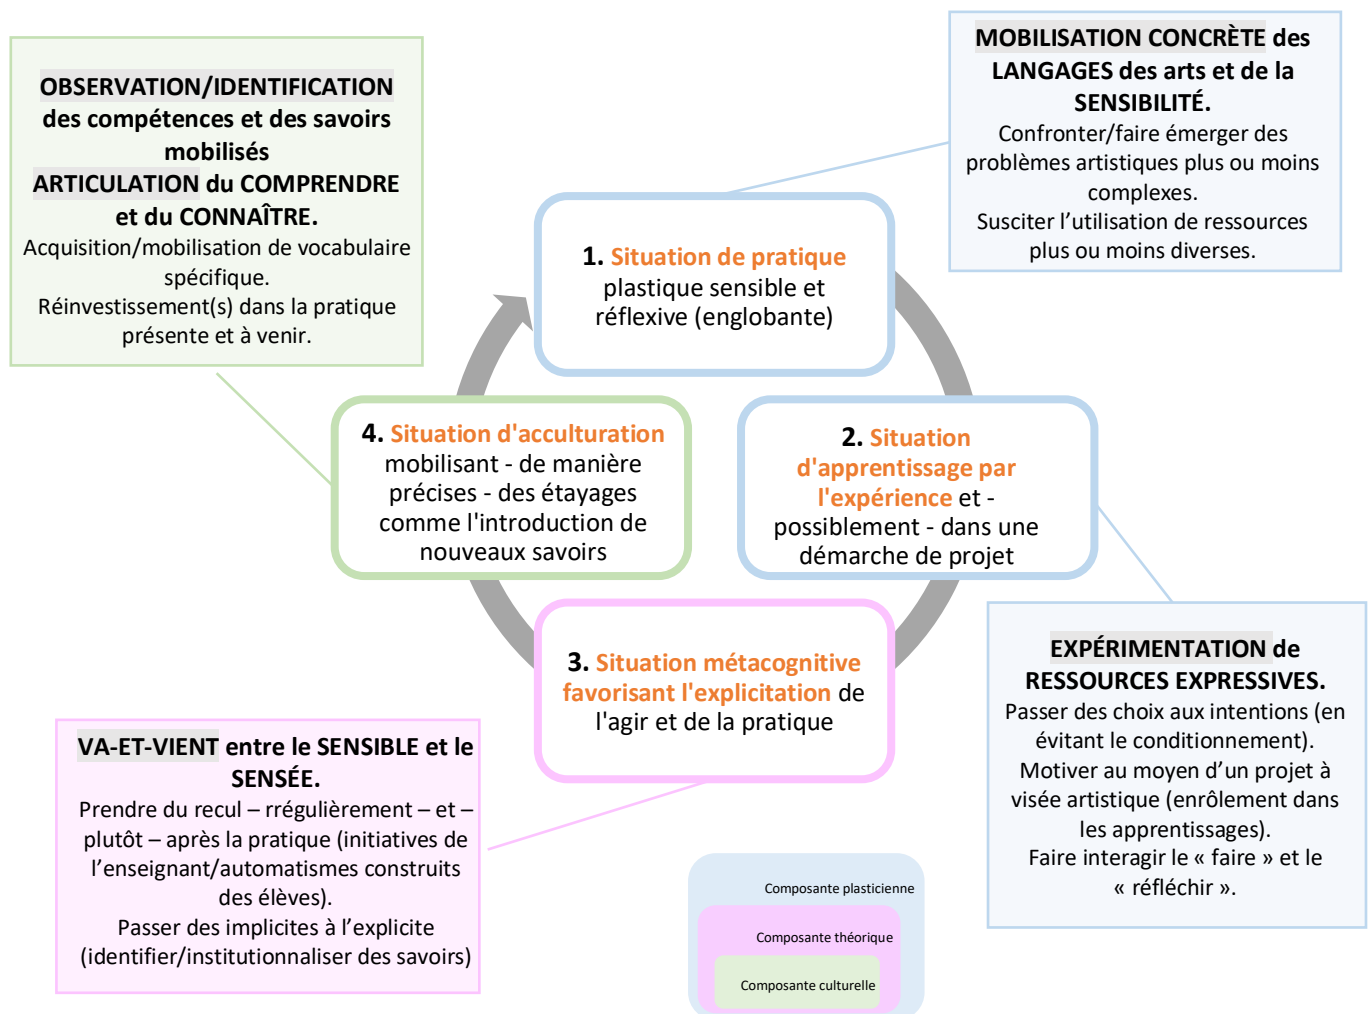 OBSERVATION/IDENTIFICATION
des compétences et des savoirs
mobilisés
ARTICULATION du COMPRENDRE
et du CONNAÎTRE.
Acquisition/mobilisation de vocabulaire
spécifique.
Réinvestissement(s) dans la pratique
présente et à venir.
MOBILISATION CONCRÈTE des
LANGAGES des arts et de la
SENSIBILITÉ.
Confronter/faire émerger des
problèmes artistiques plus ou moins
complexes.
Susciter l’utilisation de ressources
plus ou moins diverses.
1. Situation de pratique
plastique sensible et
réflexive (englobante)
4. Situation d'acculturation
mobilisant - de manière
précises - des étayages
comme l'introduction de
nouveaux savoirs
2. Situation
d'apprentissage par
l'expérience et -
possiblement - dans une
démarche de projet
3. Situation métacognitive
favorisant l'explicitation de
l'agir et de la pratique
EXPÉRIMENTATION de
RESSOURCES EXPRESSIVES.
Passer des choix aux intentions (en
évitant le conditionnement).
Motiver au moyen d’un projet à
visée artistique (enrôlement dans
les apprentissages).
Faire interagir le « faire » et le
« réfléchir ».
VA-ET-VIENT entre le SENSIBLE et le
SENSÉE.
Prendre du recul – rrégulièrement – et –
plutôt – après la pratique (initiatives de
l’enseignant/automatismes construits
des élèves).
Passer des implicites à l’explicite
(identifier/institutionnaliser des savoirs)
Composante plasticienne
Composante théorique
Composante culturelle